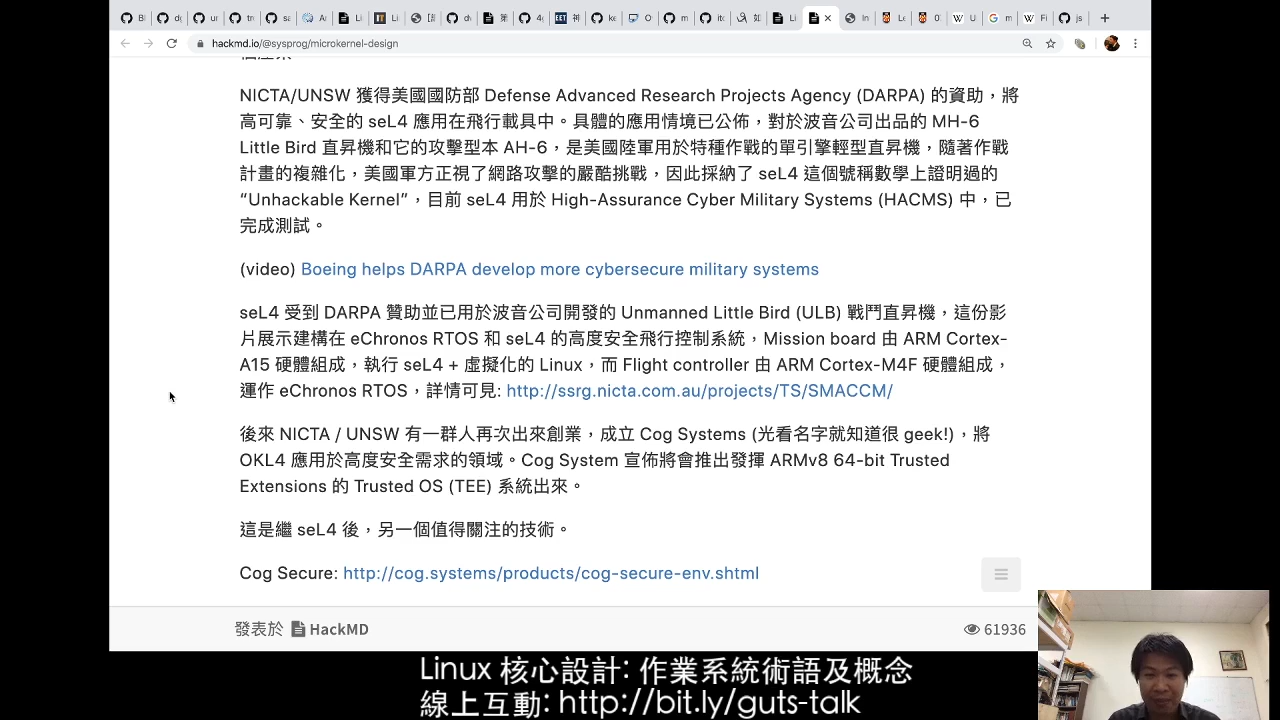 hackmd.io/@sysprog/microkernel-design
NICTA/UNSW 獲得美國國防部 Defense Advanced Research Projects Agency (DARPA) 的資助，將
高可靠、安全的 seL4 應用在飛行載具中。具體的應用情境已公佈，對於波音公司出品的 MH-6
Little Bird 直昇機和它的攻擊型本 AH-6，是美國陸軍用於特種作戰的單引擎輕型直昇機，隨著作戰
計畫的複雜化，美國軍方正視了網路攻擊的嚴酷挑戰，因此採納了 seL4 這個號稱數學上證明過的
“Unhackable Kernel”，目前 seL4 用於 High-Assurance Cyber Military Systems (HACMS) 中，已
完成測試。
(video) Boeing helps DARPA develop more cybersecure military systems
seL4 受到 DARPA 贊助並已用於波音公司開發的 Unmanned Little Bird (ULB) 戰鬥直昇機，這份影
片展示建構在 eChronos RTOS 和 seL4 的高度安全飛行控制系統，Mission board 由 ARM Cortex-
A15 硬體組成，執行 seL4 + 虛擬化的 Linux，而 Flight controller 由 ARM Cortex-M4F 硬體組成，
運作 eChronos RTOS，詳情可見: http://ssrg.nicta.com.au/projects/TS/SMACCM/
後來 NICTA / UNSW 有一群人再次出來創業，成立 Cog Systems (光看名字就知道很 geek!)，將
OKL4 應用於高度安全需求的領域。Cog System 宣佈將會推出發揮 ARMv8 64-bit Trusted
Extensions 的 Trusted OS (TEE) 系統出來。
這是繼 seL4 後，另一個值得關注的技術。
Cog Secure: http://cog.systems/products/cog-secure-env.shtml
發表於 HackMD
61936
Linux 核心設計: 作業系統術語及概念
線上互動: http://bit.ly/guts-talk